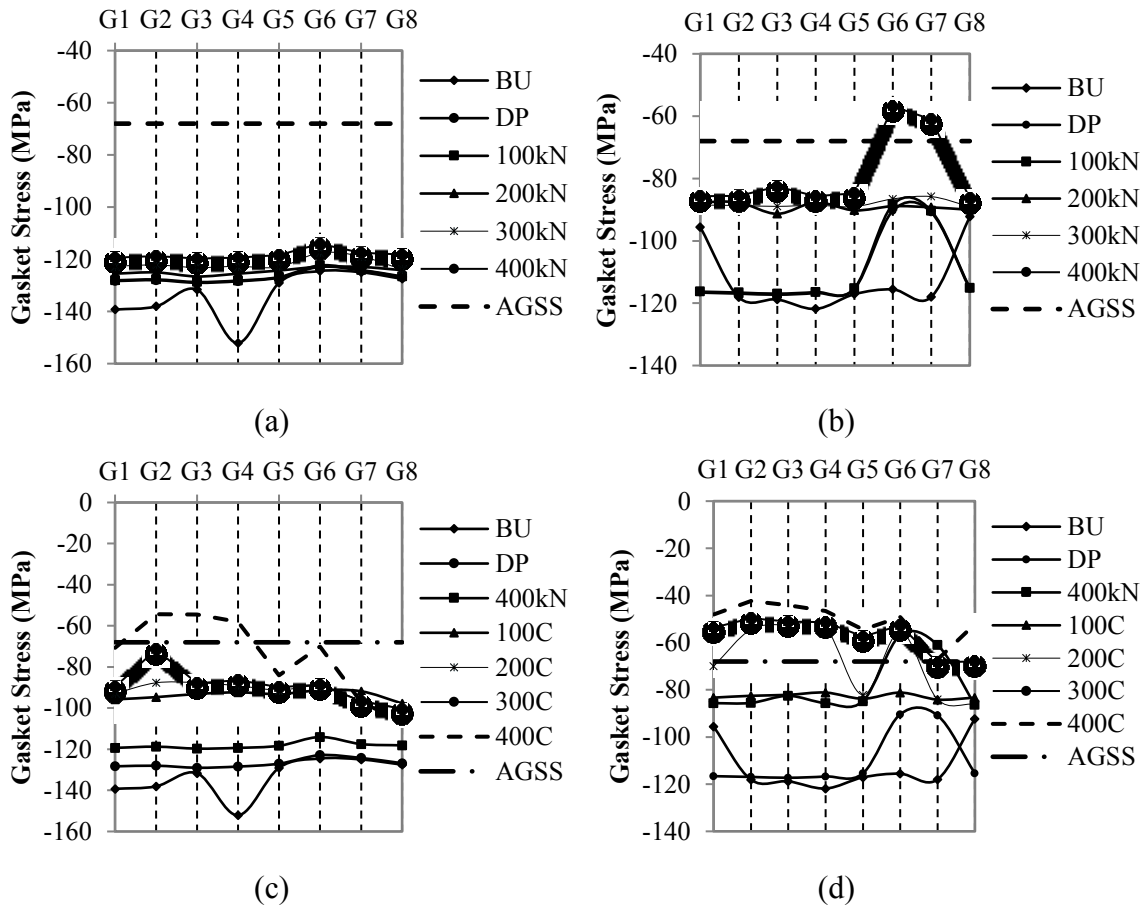 G1 G2 G3 G4 G5 G6 G7 G8
-40
-60
-80
-100
-120
-140
-160
Gasket Stress (MPa)
BU
DP
100kN
200kN
300kN
400kN
AGSS
(a)
G1 G2 G3 G4 G5 G6 G7 G8
-40
-60
-80
-100
-120
-140
Gasket Stress (MPa)
BU
DP
100kN
200kN
300kN
400kN
AGSS
(b)
G1 G2 G3 G4 G5 G6 G7 G8
0
-20
-40
-60
-80
-100
-120
-140
-160
Gasket Stress (MPa)
BU
DP
400kN
100C
200C
300C
400C
AGSS
(c)
G1 G2 G3 G4 G5 G6 G7 G8
0
-20
-40
-60
-80
-100
-120
-140
Gasket Stress (MPa)
BU
DP
400kN
100C
200C
300C
400C
AGSS
(d)